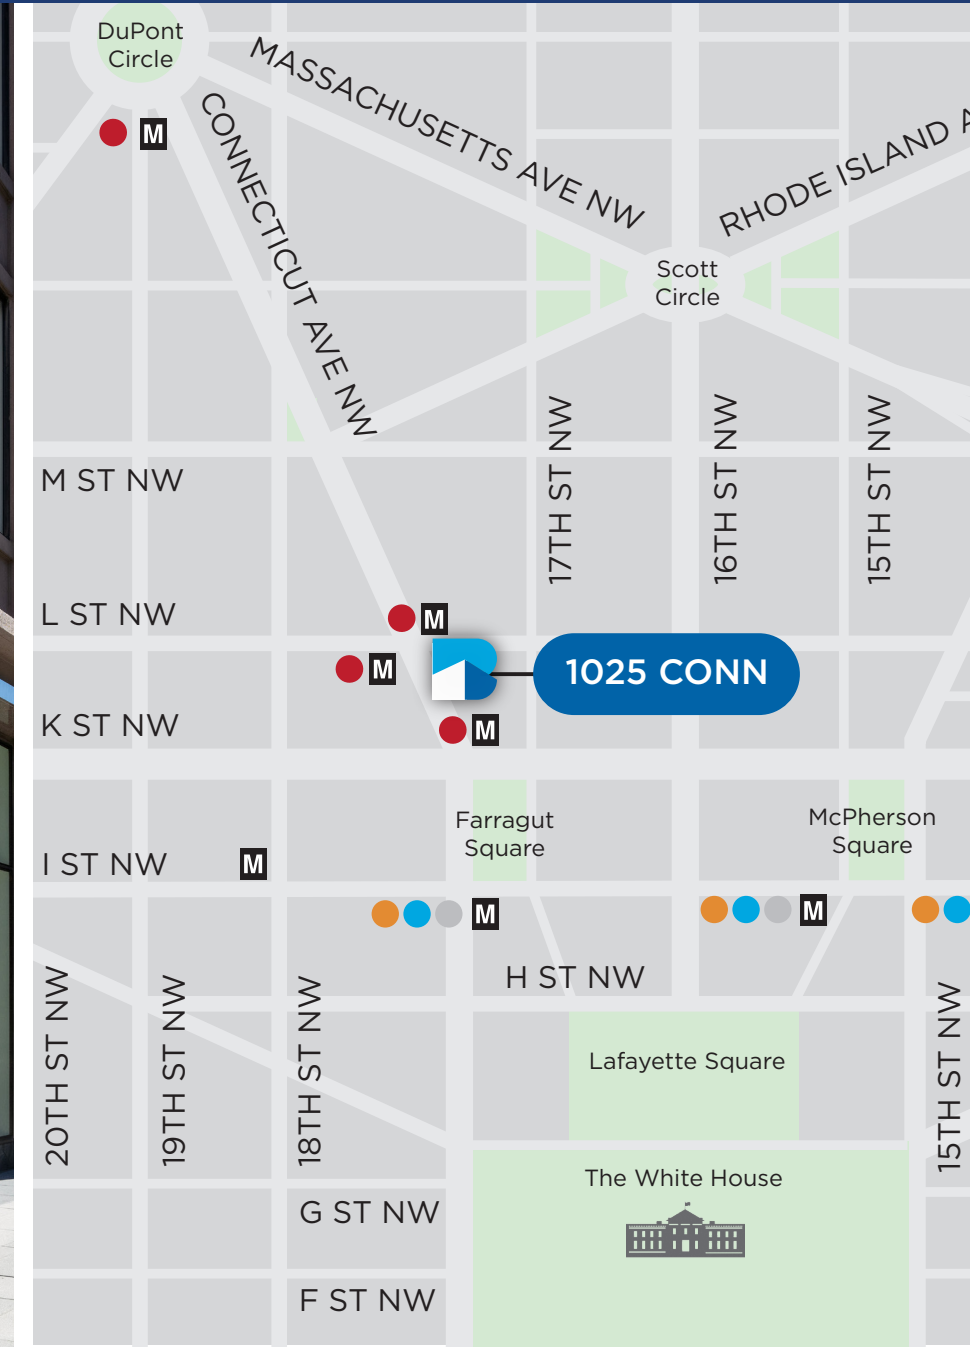 DuPont
Circle
MASSACHUSETTS AVE NW
CONNECTICUT AVE NW
RHODE ISLAND
M
Scott
Circle
17TH ST NW
16TH ST NW
15TH ST NW
M ST NW
L ST NW
M
M
1025 CONN
K ST NW
M
Farragut
Square
McPherson
Square
I ST NW
M
M
M
H ST NW
20TH ST NW
19TH ST NW
18TH ST NW
15TH ST NW
Lafayette Square
The White House
G ST NW
F ST NW